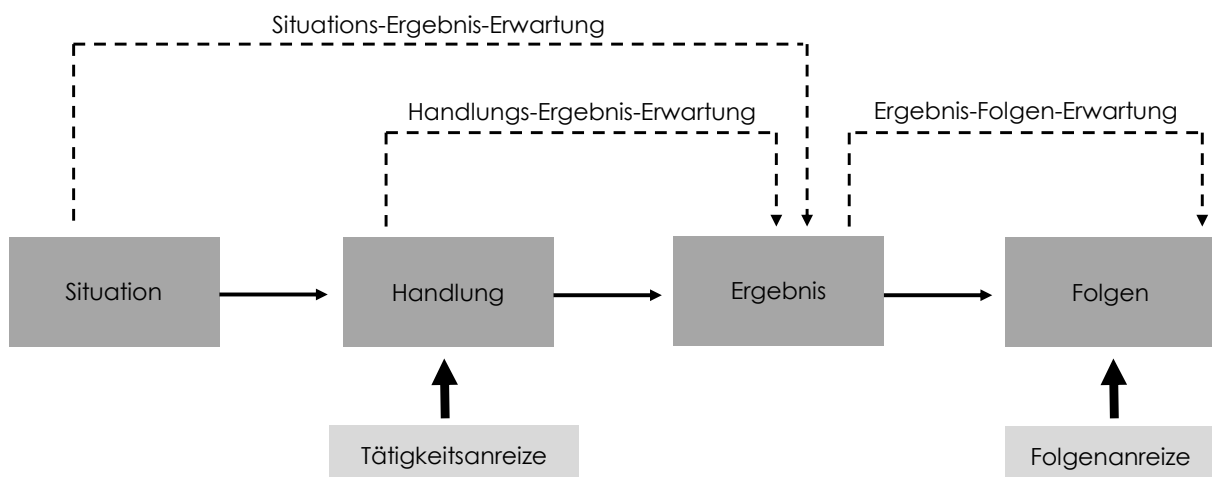 Situations-Ergebnis-Erwartung
Handlungs-Ergebnis-Erwartung
Ergebnis-Folgen-Erwartung
Situation
Handlung
Ergebnis
Folgen
Tätigkeitsanreize
Folgenanreize